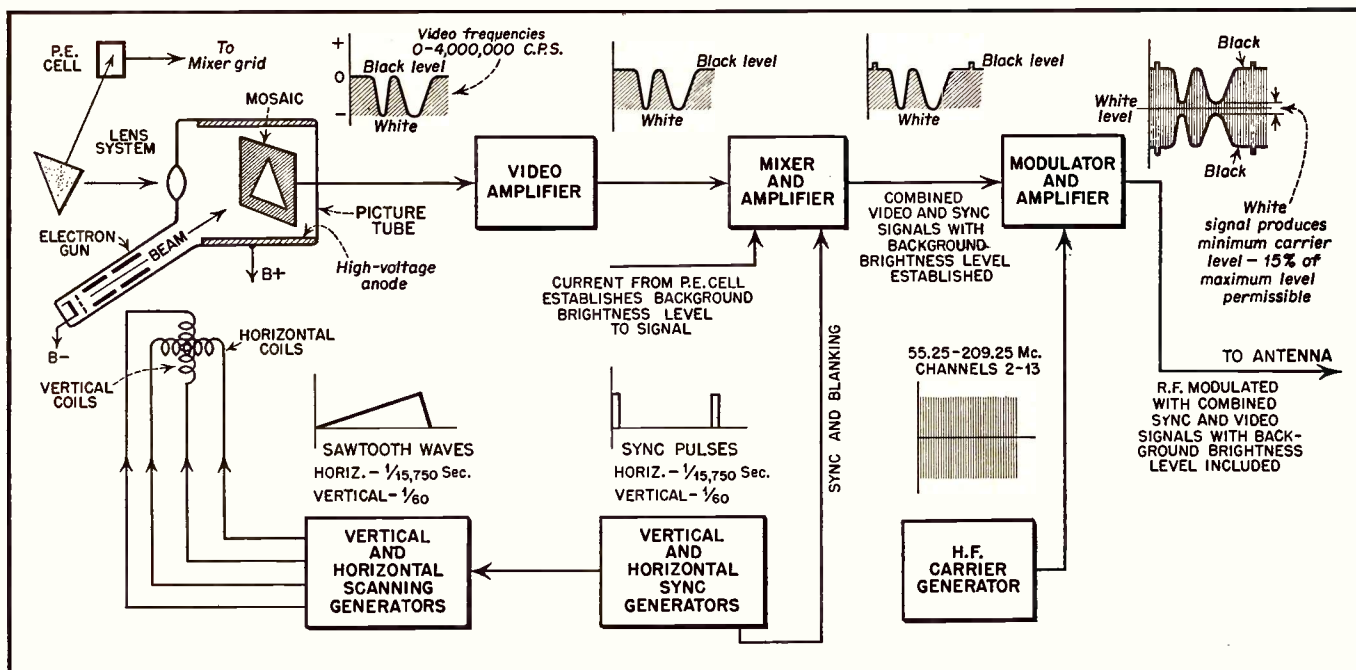 P.E. CELL
To Mixer grid
LENS SYSTEM
MOSAIC
ELECTRON GUN
BEAM
PICTURE TUBE
High-voltage anode
B+
B-
HORIZONTAL COILS
VERTICAL COILS
+
0
-
Video frequencies
0-4,000,000 C.P.S.
Black level
White
VIDEO
AMPLIFIER
Black level
White
MIXER
AND
AMPLIFIER
CURRENT FROM P.E. CELL
ESTABLISHES BACKGROUND
BRIGHTNESS LEVEL
TO SIGNAL
Black level
White
COMBINED
VIDEO AND SYNC
SIGNALS WITH
BACKGROUND-
BRIGHTNESS LEVEL
ESTABLISHED
MODULATOR
AND
AMPLIFIER
Black
White level
Black
White
signal produces
minimum carrier
level - 15% of
maximum level
permissible
TO ANTENNA
R.F. MODULATED
WITH COMBINED
SYNC AND VIDEO
SIGNALS WITH BACK-
GROUND BRIGHTNESS
LEVEL INCLUDED
SAWTOOTH WAVES
HORIZ. - 1/15,750 Sec.
VERTICAL - 1/60
SYNC PULSES
HORIZ. - 1/15,750 Sec.
VERTICAL - 1/60
SYNC AND BLANKING
55.25-209.25 Mc.
CHANNELS 2-13
VERTICAL
AND
HORIZONTAL
SCANNING
GENERATORS
VERTICAL
AND
HORIZONTAL
SYNC
GENERATORS
H.F.
CARRIER
GENERATOR